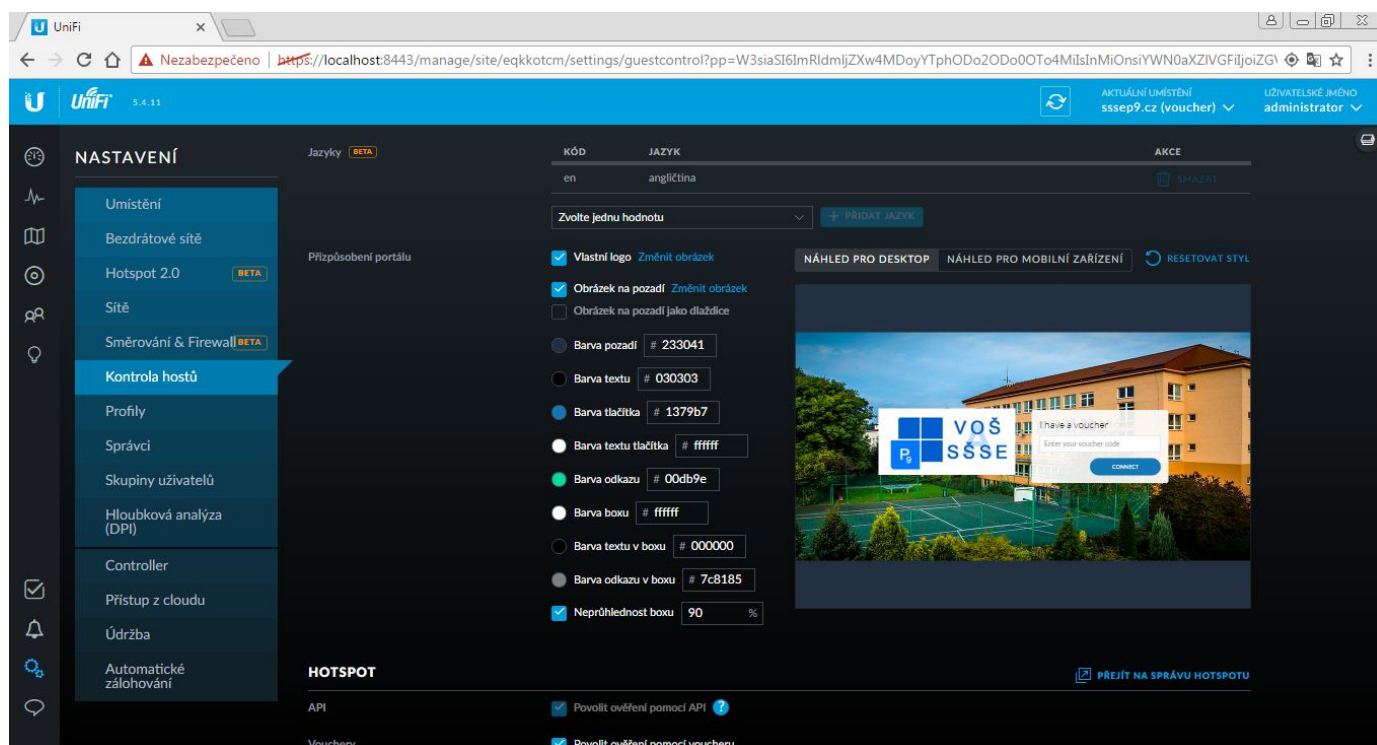 UniFi
Nezabezpečeno
https://localhost:8443/manage/site/eqkkotcm/settings/guestcontrol?pp=
UniFi 5.4.11
AKTUÁLNÍ UMÍSTĚNÍ
sssep9.cz (voucher)
UŽIVATELSKÉ JMÉNO
administrator
NASTAVENÍ
Umístění
Bezdrátové sítě
Hotspot 2.0 BETA
Sítě
Směrování & Firewall BETA
Kontrola hostů
Profily
Správci
Skupiny uživatelů
Hloubková analýza
(DPI)
Controller
Přístup z cloudu
Údržba
Automatické
zálohování
Jazyky BETA
KÓD JAZYK AKCE
en angličtina SMAZAT
Zvolte jednu hodnotu + PŘIDAT JAZYK
Přizpůsobení portálu
Vlastní logo Změnit obrázek
Obrázek na pozadí Změnit obrázek
Obrázek na pozadí jako dlaždice
Barva pozadí # 233041
Barva textu # 030303
Barva tlačítka # 1379b7
Barva textu tlačítka # ffffff
Barva odkazu # 00db9e
Barva boxu # ffffff
Barva textu v boxu # 000000
Barva odkazu v boxu # 7c8185
Neprůhlednost boxu 90 %
NÁHLED PRO DESKTOP NÁHLED PRO MOBILNÍ ZAŘÍZENÍ RESETOVAT STYL
VOŠ
SŠSE
P9
I have a voucher
Enter your voucher code
CONNECT
HOTSPOT PŘEJÍT NA SPRÁVU HOTSPOTU
API Povolit ověření pomocí API ?
Vouchery Povolit ověření pomocí voucheru